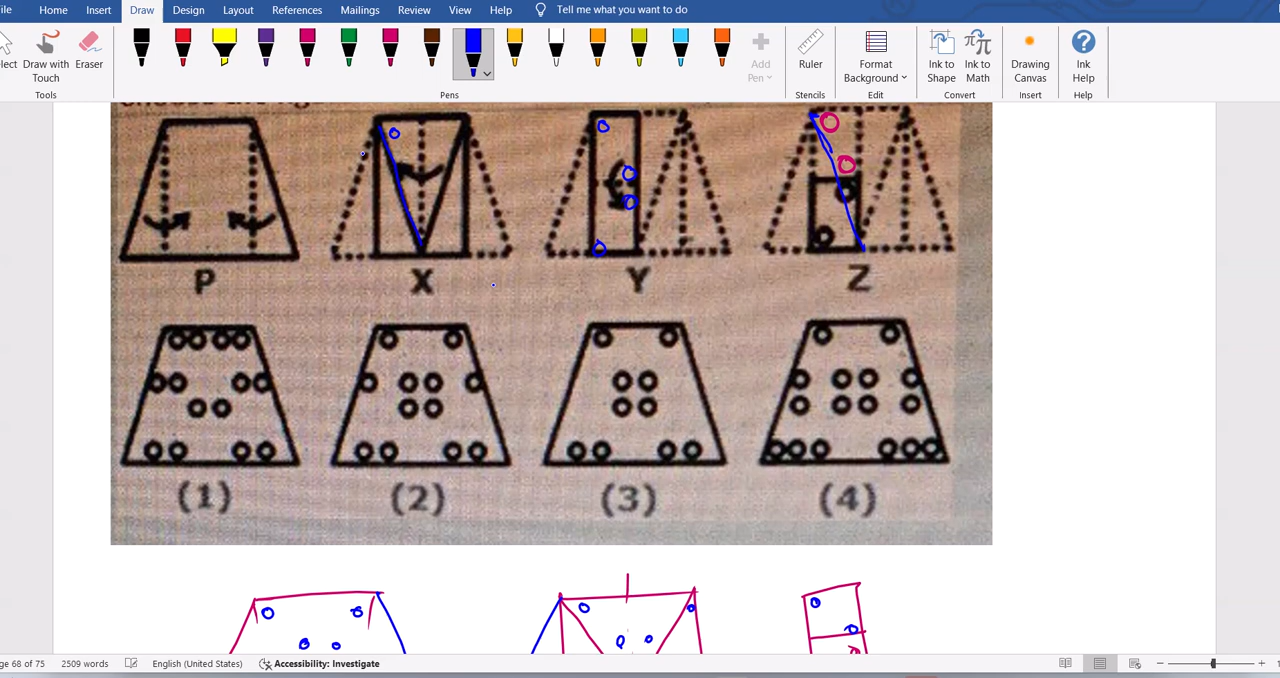 File Home Insert Draw Design Layout References Mailings Review View Help Tell me what you want to do
Draw with Touch
Eraser
Add Pen
Ruler
Format Background
Ink to Shape
Ink to Math
Drawing Canvas
Ink Help
Tools Pens Stencils Edit Convert Insert Help
P X Y Z
(1) (2) (3) (4)
ge 68 of 75 2509 words English (United States) Accessibility: Investigate